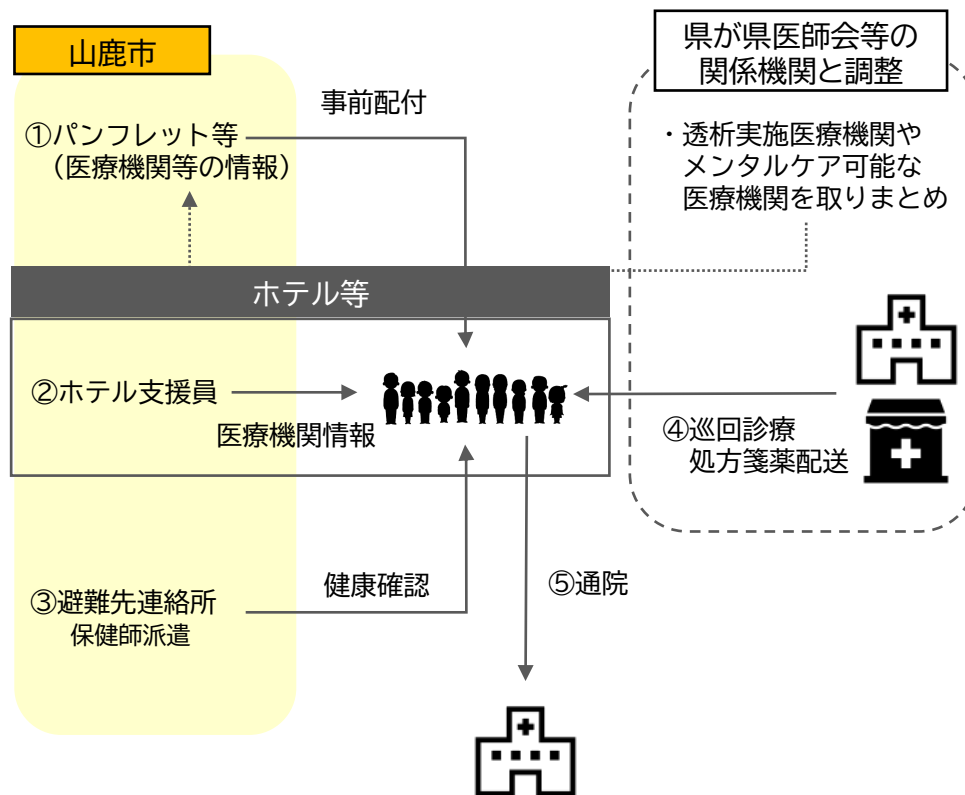 山鹿市
①パンフレット等
（医療機関等の情報）
事前配付
県が県医師会等の
関係機関と調整
・透析実施医療機関や
メンタルケア可能な
医療機関を取りまとめ
ホテル等
②ホテル支援員
医療機関情報
④巡回診療
処方箋薬配送
③避難先連絡所
保健師派遣
健康確認
⑤通院